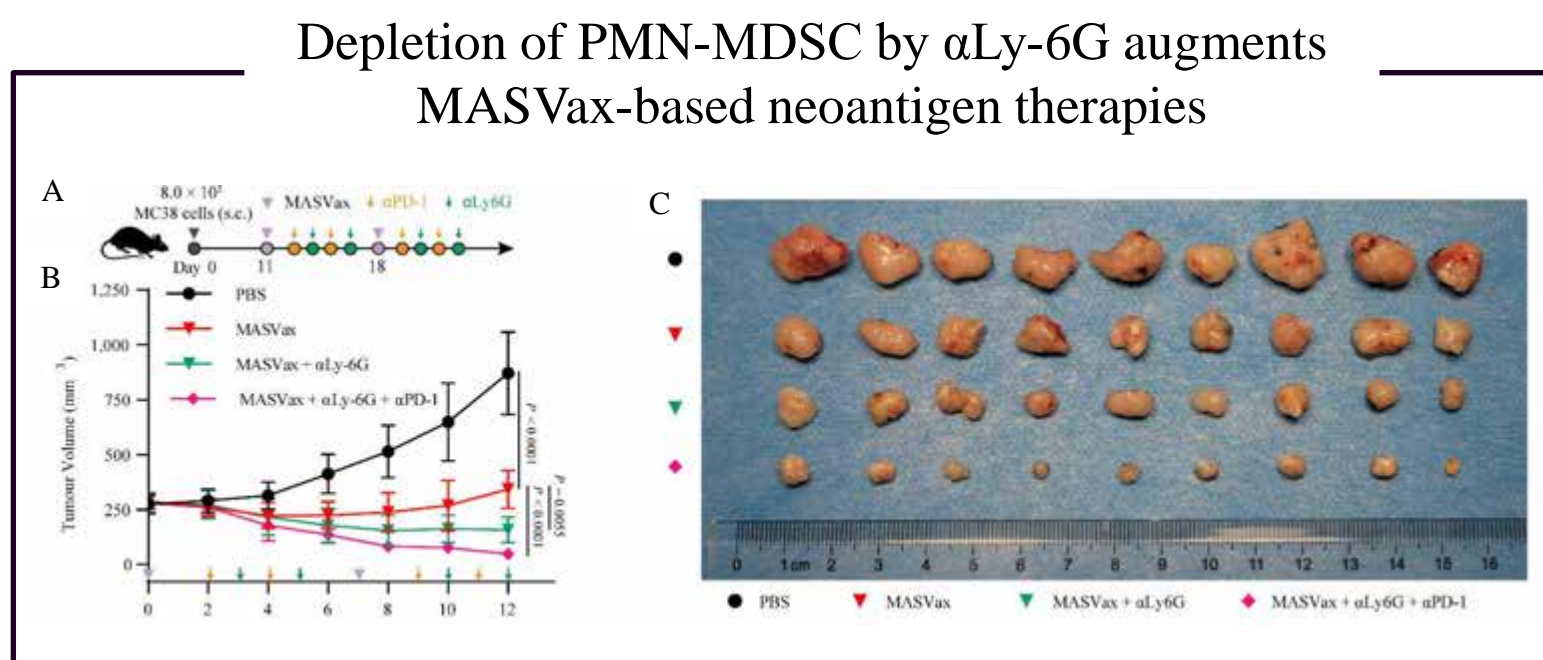 Depletion of PMN-MDSC by αLy-6G augments
MASVax-based neoantigen therapies
A
8.0 × 10⁵
MC38 cells (s.c.)
MASVax
αPD-1
αLy6G
Day 0
11
18
B
PBS
MASVax
MASVax + αLy-6G
MASVax + αLy-6G + αPD-1
Tumour Volume (mm³)
1,250
1,000
750
500
250
0
0 2 4 6 8 10 12
P < 0.0001
P < 0.0001
P = 0.0055
C
0 1 cm 2 3 4 5 6 7 8 9 10 11 12 13 14 15 16
PBS
MASVax
MASVax + αLy6G
MASVax + αLy6G + αPD-1